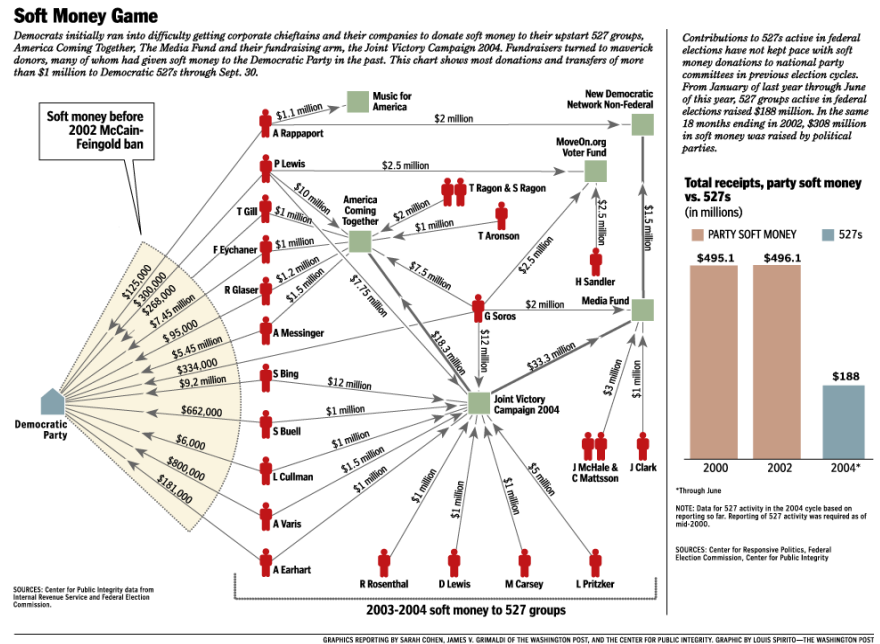 Soft Money Game
Democrats initially ran into difficulty getting corporate chieftains and their companies to donate soft money to their upstart 527 groups,
America Coming Together, The Media Fund and their fundraising arm, the Joint Victory Campaign 2004. Fundraisers turned to maverick
donors, many of whom had given soft money to the Democratic Party in the past. This chart shows most donations and transfers of more
than $1 million to Democratic 527s through Sept. 30.
Soft money before
2002 McCain-
Feingold ban
$1.1 million
Music for
America
A Rappaport
$2 million
New Democratic
Network Non-Federal
P Lewis
$2.5 million
MoveOn.org
Voter Fund
$10 million
T Gill
$1 million
America
Coming
Together
T Ragon & S Ragon
$2 million
$1 million
T Aronson
$2.5 million
$1.5 million
F Eychaner
$1 million
$2.5 million
H Sandler
R Glaser
$1.2 million
$1.5 million
$7.75 million
$7.5 million
G Soros
$2 million
Media Fund
A Messinger
$18.3 million
$12 million
$33.3 million
$125,000
$300,000
$268,000
$7.45 million
$95,000
$5.45 million
$334,000
$9.2 million
$662,000
$6,000
$800,000
$181,000
Democratic
Party
S Bing
$12 million
Joint Victory
Campaign 2004
$3 million
$1 million
S Buell
$1 million
L Cullman
$1 million
$1.5 million
$1 million
J McHale &
C Mattsson
J Clark
A Varis
A Earhart
$1 million
$1 million
$1 million
$5 million
R Rosenthal
D Lewis
M Carsey
L Pritzker
2003-2004 soft money to 527 groups
SOURCES: Center for Public Integrity data from
Internal Revenue Service and Federal Election
Commission.
Contributions to 527s active in federal
elections have not kept pace with soft
money donations to national party
committees in previous election cycles.
From January of last year through June
of this year, 527 groups active in federal
elections raised $188 million. In the same
18 months ending in 2002, $308 million
in soft money was raised by political
parties.
Total receipts, party soft money
vs. 527s
(in millions)
PARTY SOFT MONEY
527s
$495.1
$496.1
$188
2000
2002
2004*
*Through June
NOTE: Data for 527 activity in the 2004 cycle based on
reporting so far. Reporting of 527 activity was required as of
mid-2000.
SOURCES: Center for Responsive Politics, Federal
Election Commission, Center for Public Integrity
GRAPHICS REPORTING BY SARAH COHEN, JAMES V. GRIMALDI OF THE WASHINGTON POST, AND THE CENTER FOR PUBLIC INTEGRITY. GRAPHIC BY LOUIS SPIRITO—THE WASHINGTON POST